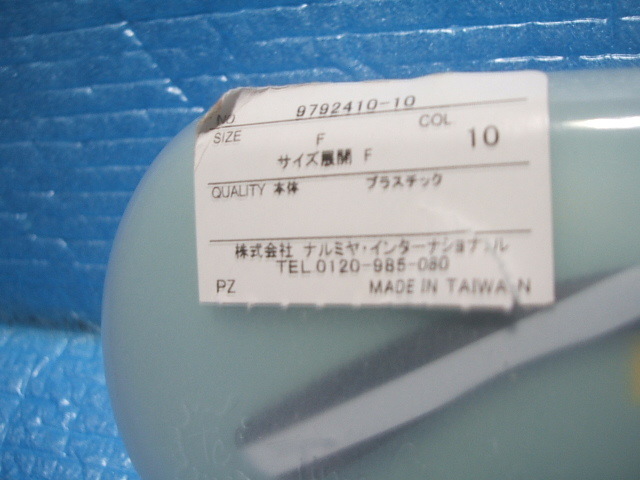 NO 9792410-10
SIZE F COL 10
サイズ展開 F
QUALITY 本体 プラスチック
株式会社 ナルミヤ・インターナショナル
TEL 0120-985-080
PZ MADE IN TAIWAN